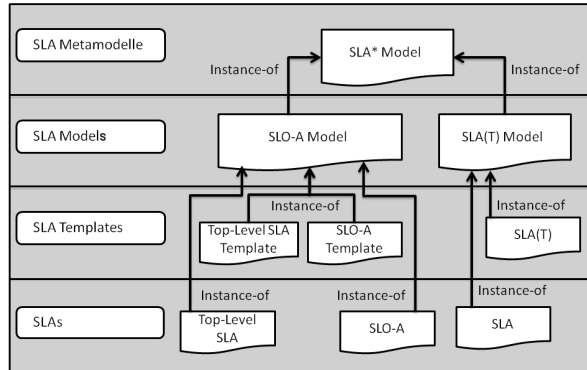 SLA Metamodelle
SLA* Model
Instance-of
Instance-of
SLA Models
SLO-A Model
SLA(T) Model
Instance-of
SLA Templates
Top-Level SLA
Template
SLO-A
Template
Instance-of
SLA(T)
Instance-of
Instance-of
Instance-of
SLAs
Top-Level
SLA
SLO-A
SLA